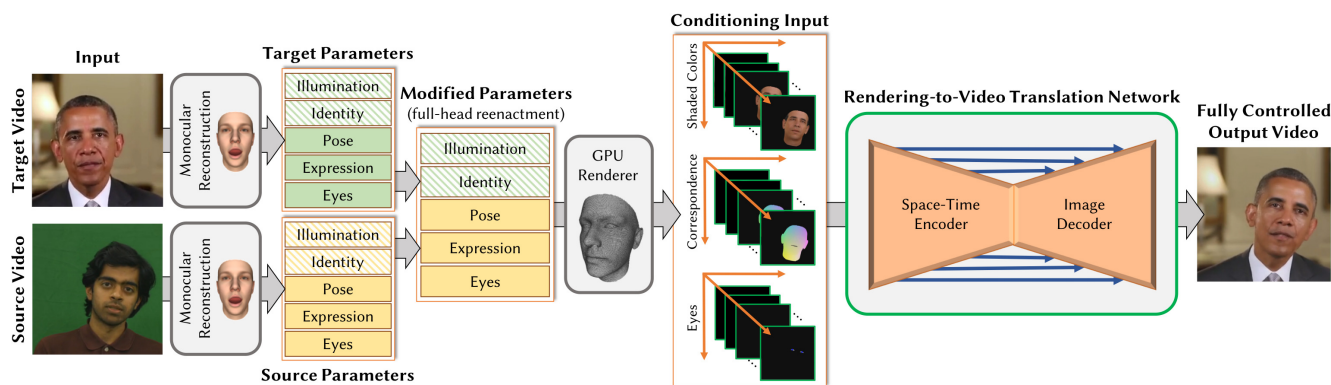 Input
Target Video
Source Video
Monocular
Reconstruction
Monocular
Reconstruction
Target Parameters
Illumination
Identity
Pose
Expression
Eyes
Illumination
Identity
Pose
Expression
Eyes
Source Parameters
Modified Parameters
(full-head reenactment)
Illumination
Identity
Pose
Expression
Eyes
GPU
Renderer
Conditioning Input
Shaded Colors
Correspondence
Eyes
Rendering-to-Video Translation Network
Space-Time
Encoder
Image
Decoder
Fully Controlled
Output Video